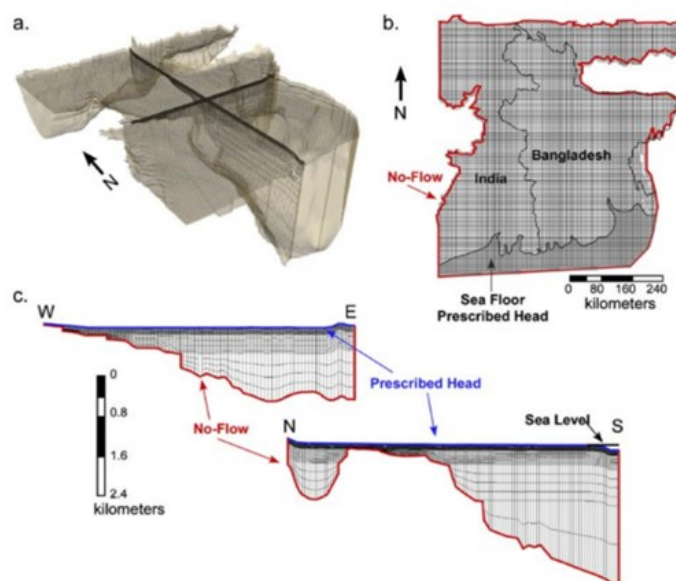 a.
N
b.
N
Bangladesh
India
No-Flow
Sea Floor
Prescribed Head
0 80 160 240
kilometers
c.
W
E
Prescribed Head
0
0.8
1.6
2.4
kilometers
No-Flow
N
Sea Level
S